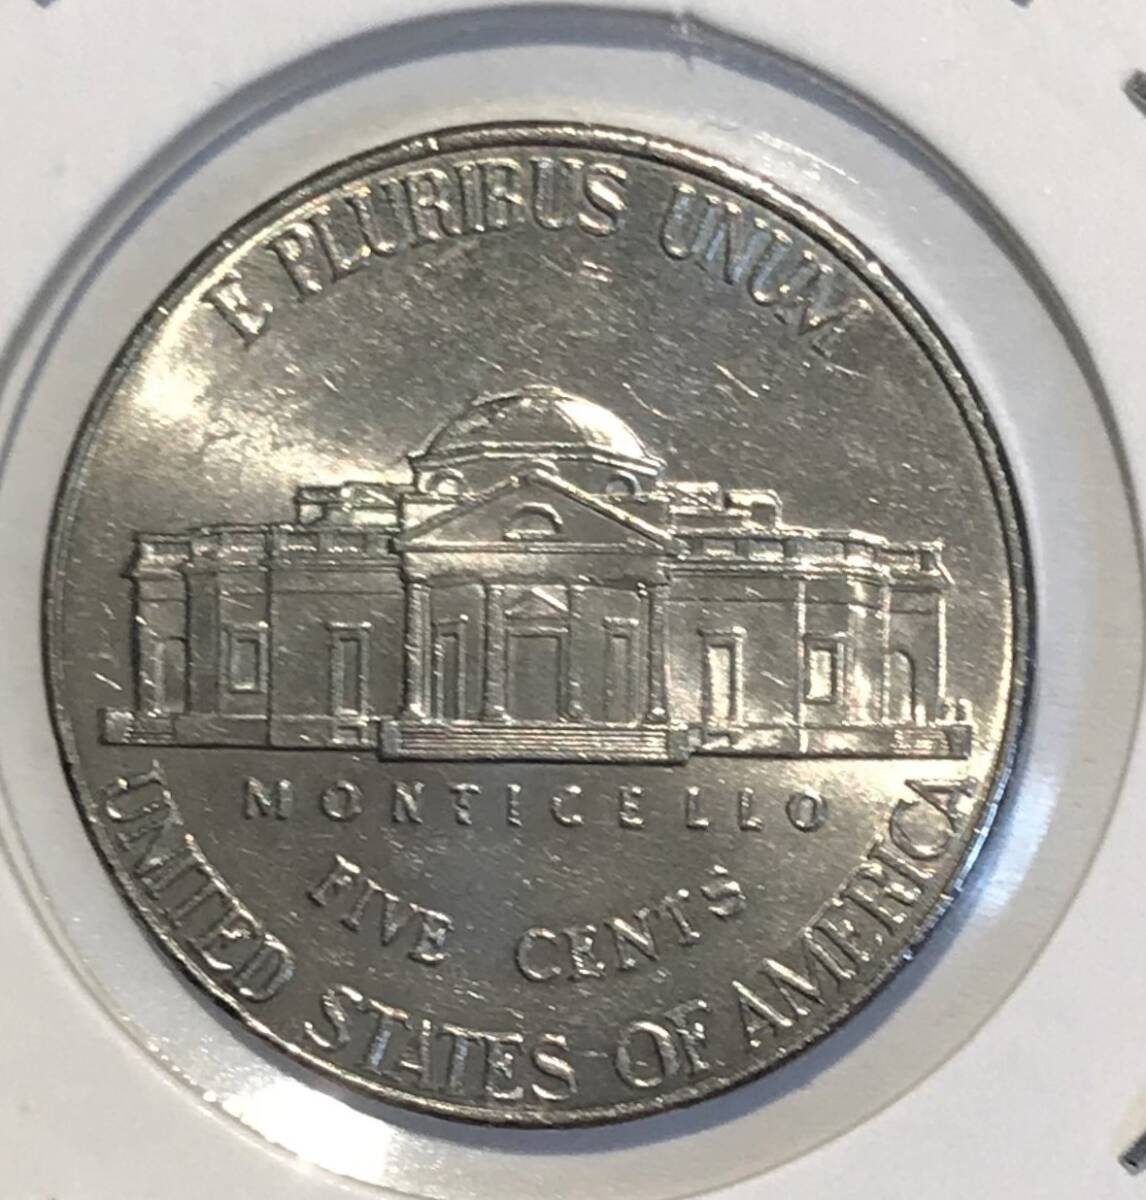 E PLURIBUS UNUM
MONTICELLO
FIVE CENTS
UNITED STATES OF AMERICA